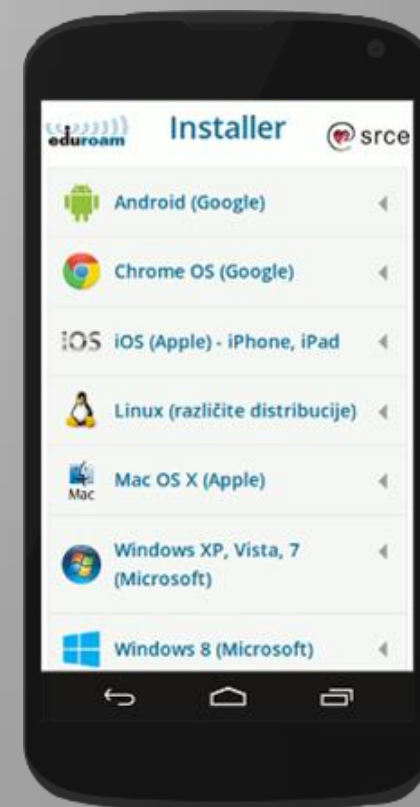 eduroam
Installer
srce
Android (Google)
Chrome OS (Google)
iOS
iOS (Apple) - iPhone, iPad
Linux (različite distribucije)
Mac
Mac OS X (Apple)
Windows XP, Vista, 7
(Microsoft)
Windows 8 (Microsoft)